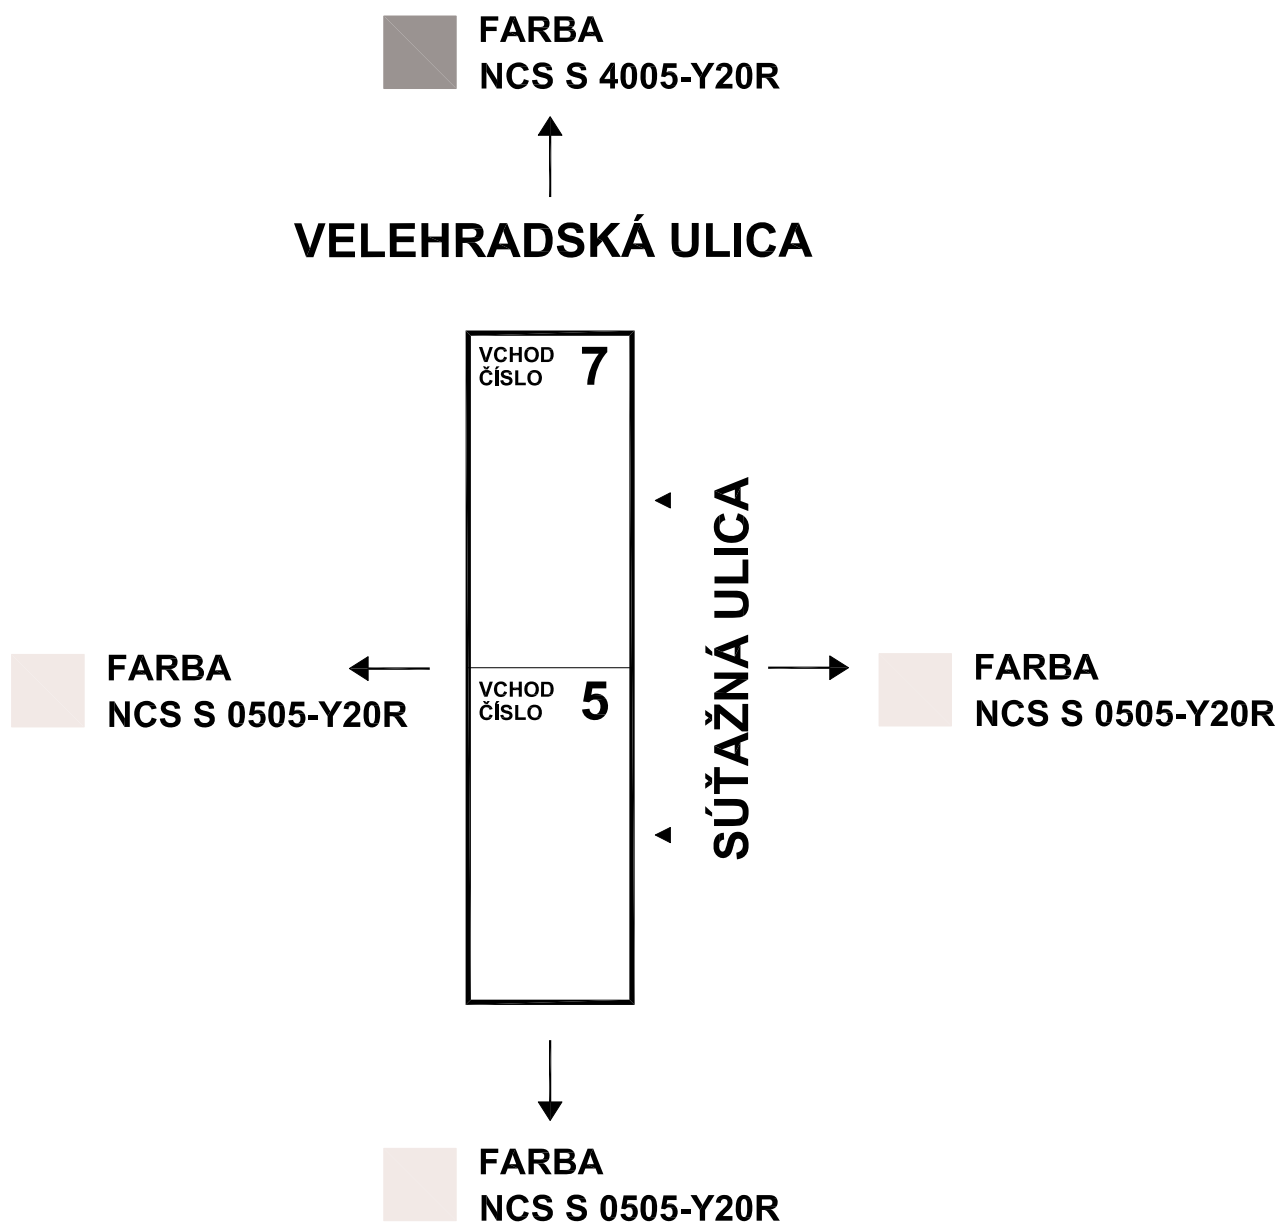 FARBA
NCS S 4005-Y20R
VELEHRADSKÁ ULICA
VCHOD
ČÍSLO 7
SÚŤAŽNÁ ULICA
FARBA
NCS S 0505-Y20R
VCHOD
ČÍSLO 5
FARBA
NCS S 0505-Y20R
FARBA
NCS S 0505-Y20R